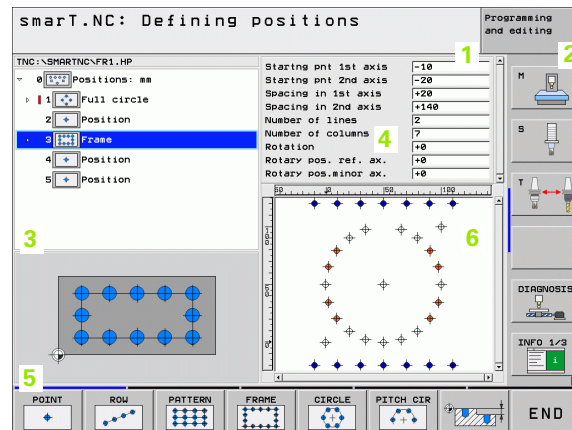 smarT.NC: Defining positions
Programming
and editing
1
2
TNC:\SMARTNC\FR1.HP
0 Positions: mm
1 Full circle
2 Position
3 Frame
4 Position
5 Position
3
Startng pnt 1st axis -10
Startng pnt 2nd axis -20
Spacing in 1st axis +20
Spacing in 2nd axis +140
Number of lines 2
Number of columns 7
4
Rotation +0
Rotary pos. ref. ax. +0
Rotary pos.minor ax. +0
50 0 50 100
6
M
S
T
DIAGNOSIS
INFO 1/3
5
POINT
ROW
PATTERN
FRAME
CIRCLE
PITCH CIR
END